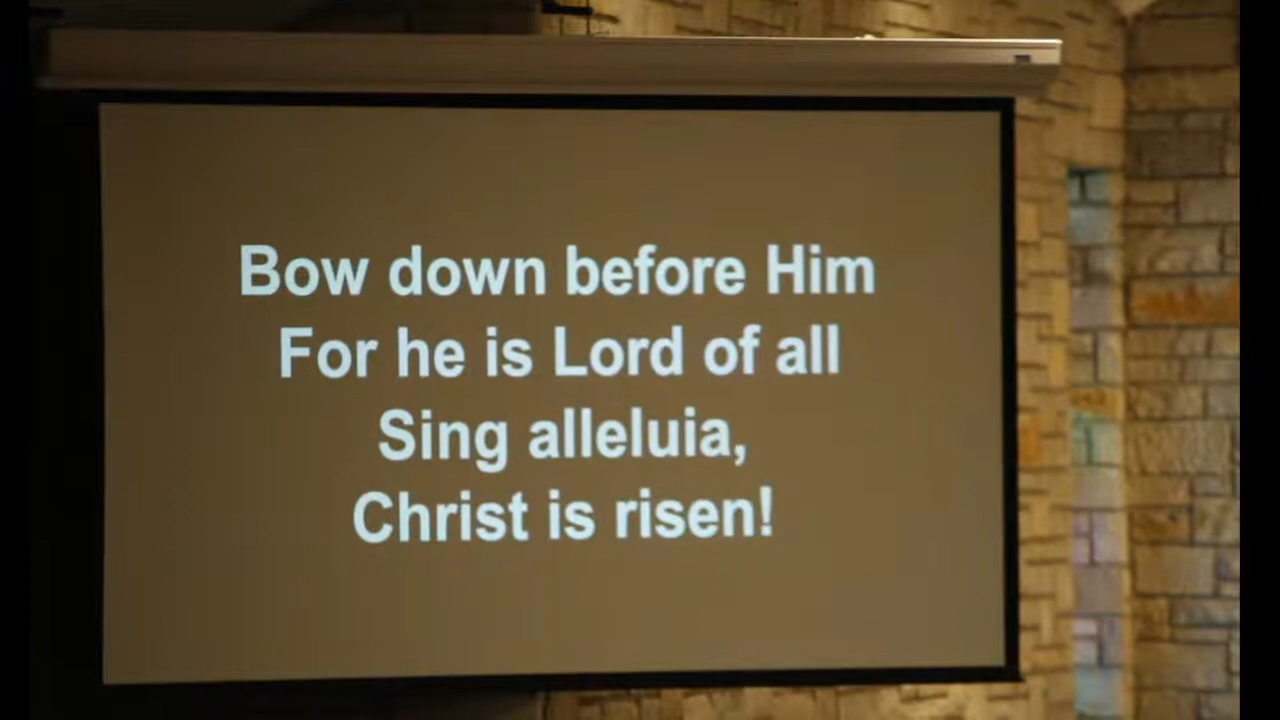 Bow down before Him
For he is Lord of all
Sing alleluia,
Christ is risen!